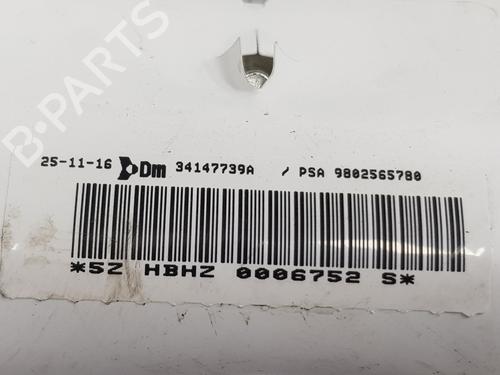 25-11-16 Dm 34147739A / PSA 9802565780
*5Z HBHZ 0006752 S*
B-PARTS